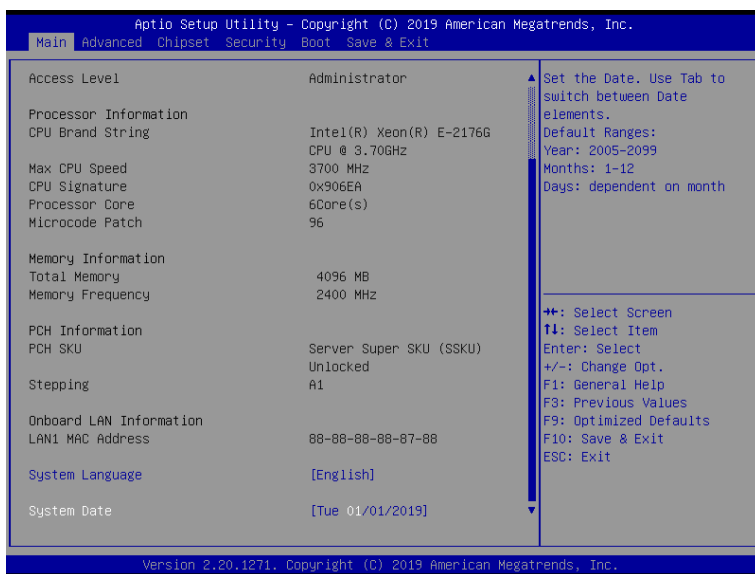 Aptio Setup Utility – Copyright (C) 2019 American Megatrends, Inc.
Main Advanced Chipset Security Boot Save & Exit
Access Level Administrator
Processor Information
CPU Brand String Intel(R) Xeon(R) E-2176G
CPU @ 3.70GHz
Max CPU Speed 3700 MHz
CPU Signature 0x906EA
Processor Core 6Core(s)
Microcode Patch 96
Memory Information
Total Memory 4096 MB
Memory Frequency 2400 MHz
PCH Information
PCH SKU Server Super SKU (SSKU)
Unlocked
Stepping A1
Onboard LAN Information
LAN1 MAC Address 88-88-88-88-87-88
System Language [English]
System Date [Tue 01/01/2019]
Set the Date. Use Tab to
switch between Date
elements.
Default Ranges:
Year: 2005-2099
Months: 1-12
Days: dependent on month
→←: Select Screen
↑↓: Select Item
Enter: Select
+/-: Change Opt.
F1: General Help
F3: Previous Values
F9: Optimized Defaults
F10: Save & Exit
ESC: Exit
Version 2.20.1271. Copyright (C) 2019 American Megatrends, Inc.